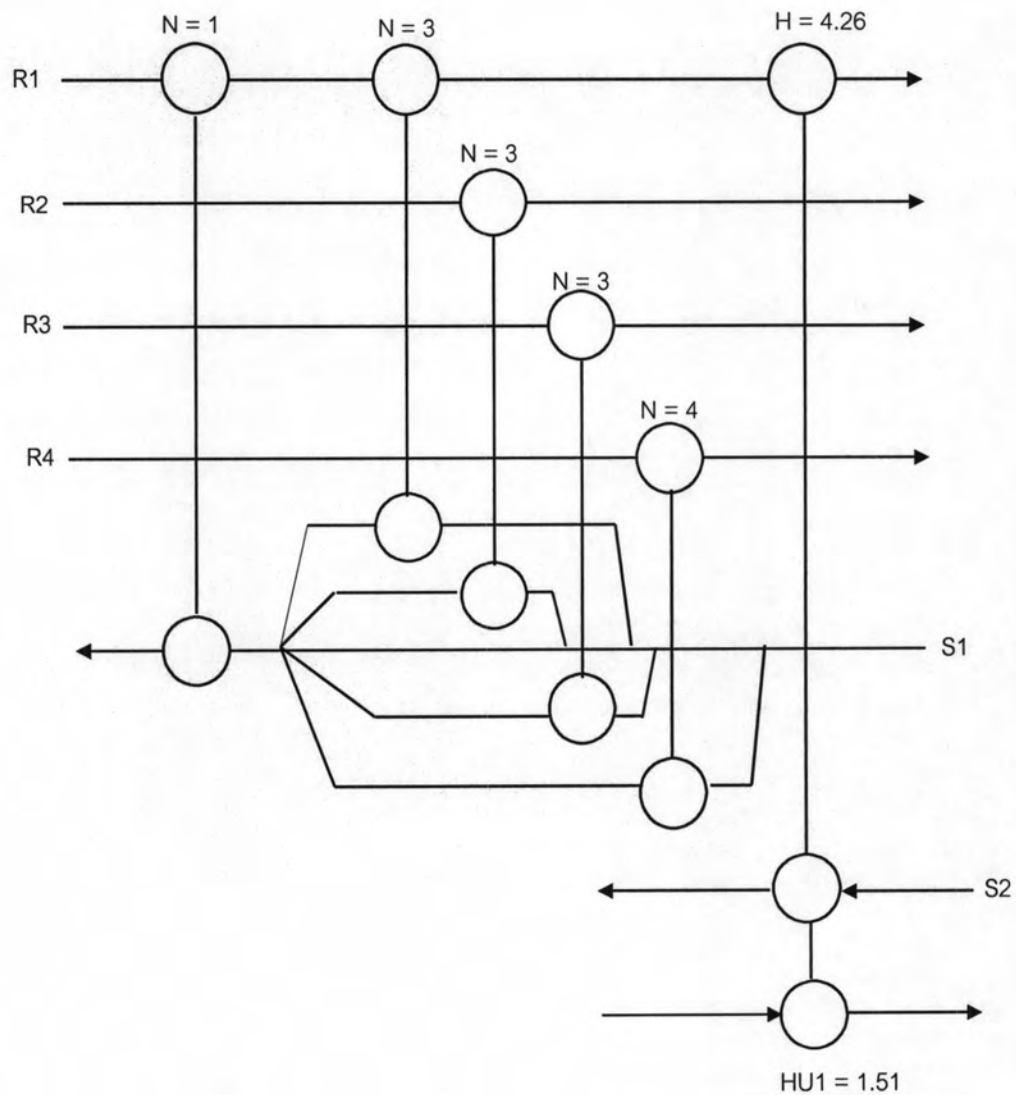 N = 1
N = 3
H = 4.26
R1
N = 3
R2
N = 3
R3
N = 4
R4
S1
S2
HU1 = 1.51